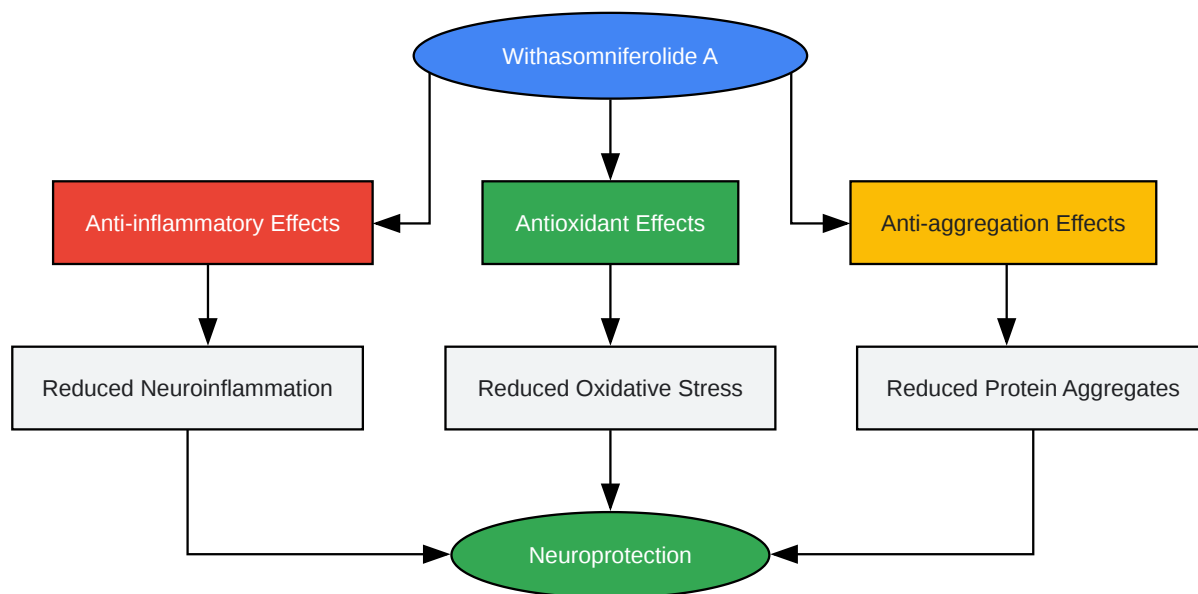 Withasomniferolide A
Anti-inflammatory Effects
Antioxidant Effects
Anti-aggregation Effects
Reduced Neuroinflammation
Reduced Oxidative Stress
Reduced Protein Aggregates
Neuroprotection